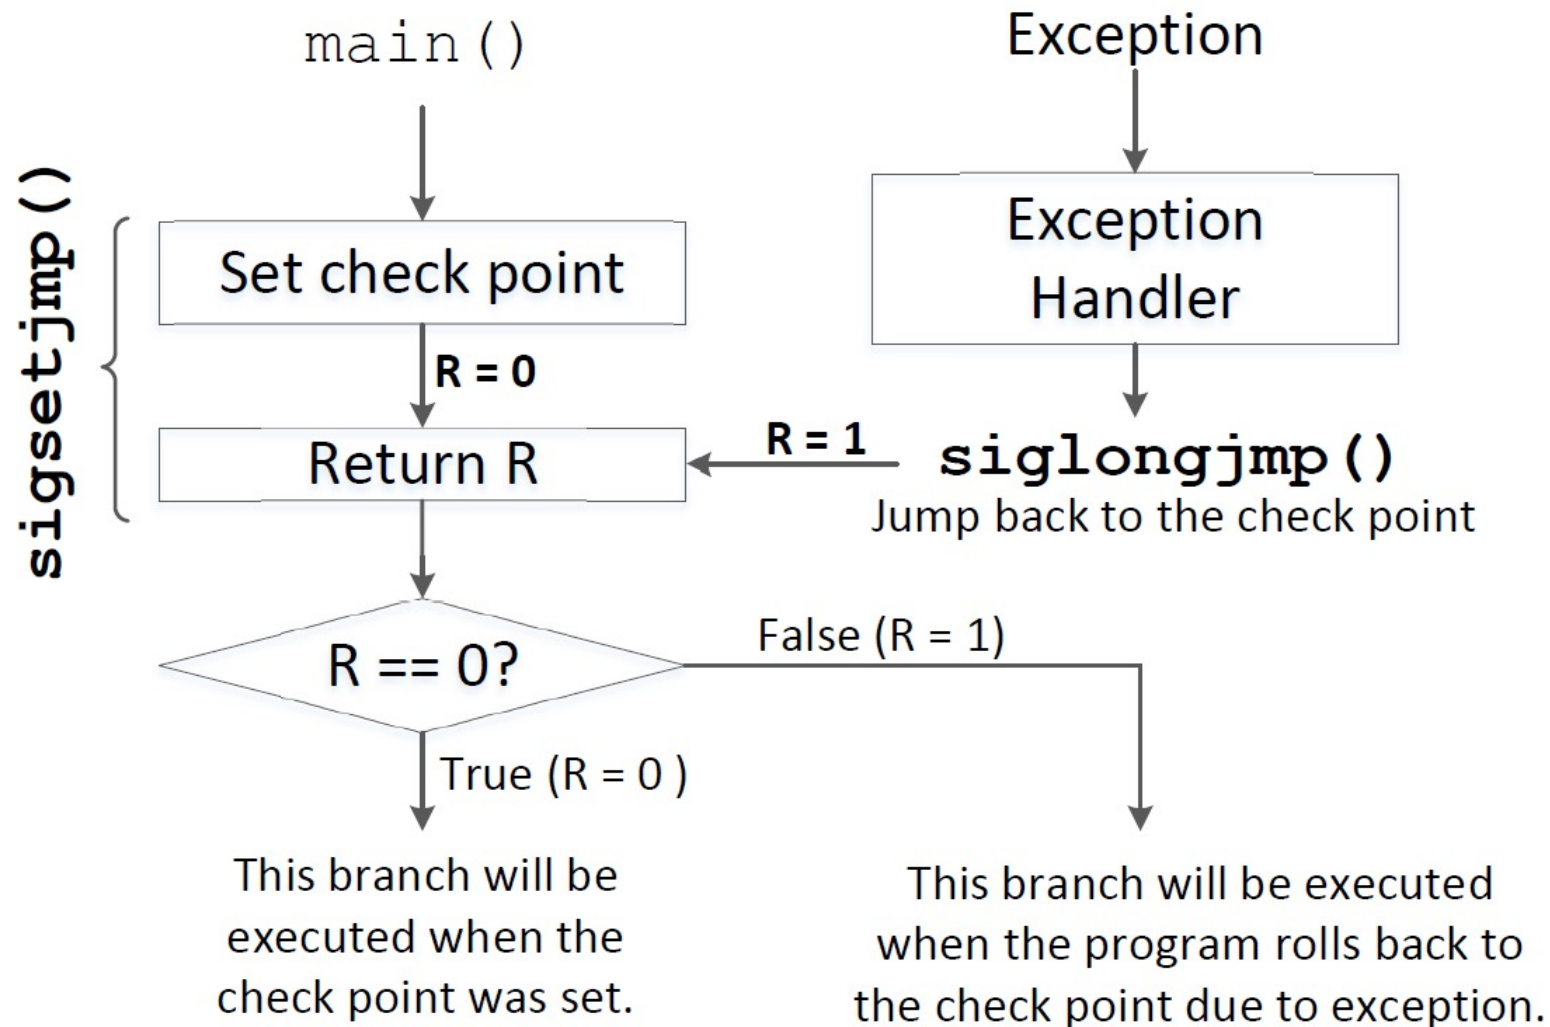 main()
Exception
sigsetjmp()
Set check point
Exception
Handler
R = 0
Return R
R = 1
siglongjmp()
Jump back to the check point
R == 0?
False (R = 1)
True (R = 0 )
This branch will be
executed when the
check point was set.
This branch will be executed
when the program rolls back to
the check point due to exception.